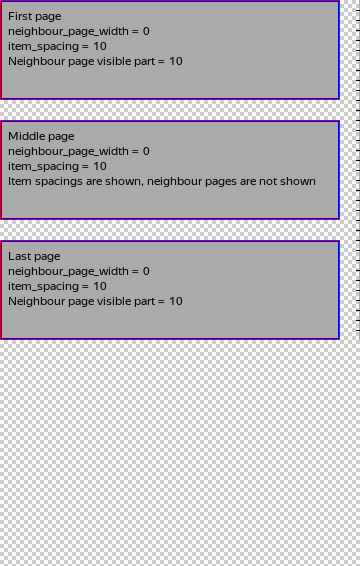 First page
neighbour_page_width = 0
item_spacing = 10
Neighbour page visible part = 10
Middle page
neighbour_page_width = 0
item_spacing = 10
Item spacings are shown, neighbour pages are not shown
Last page
neighbour_page_width = 0
item_spacing = 10
Neighbour page visible part = 10